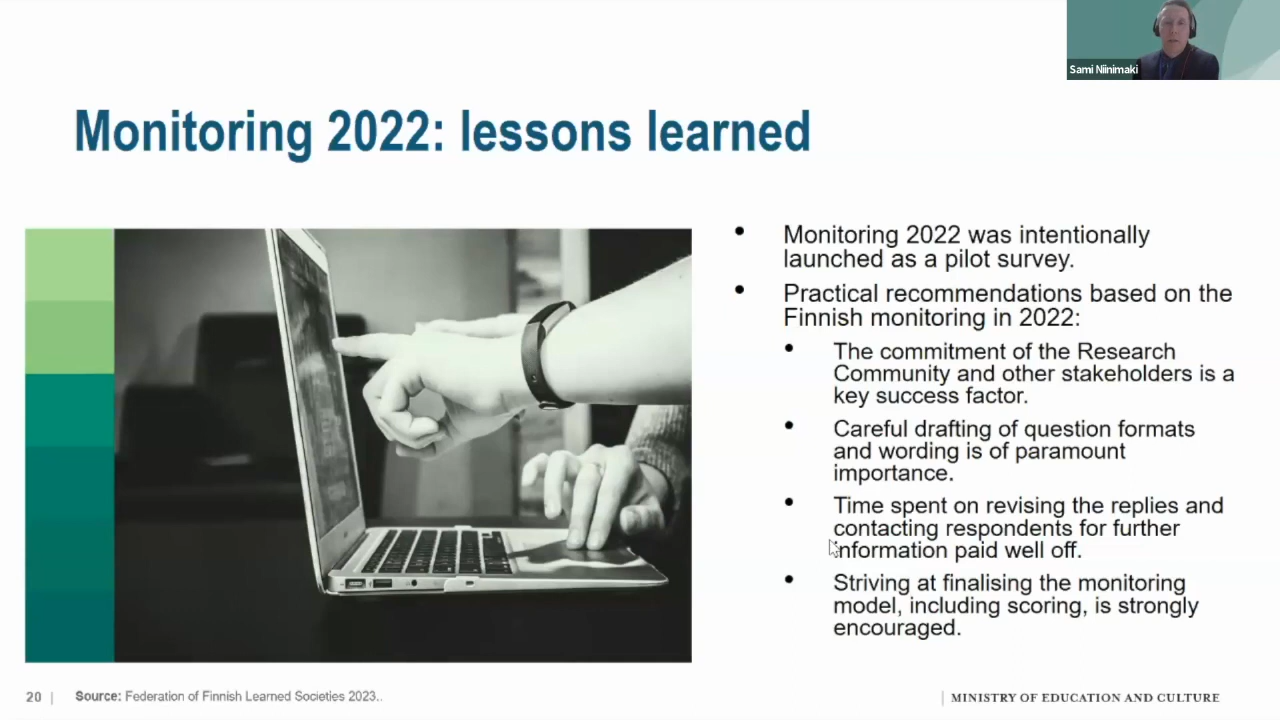 Sami Niinimaki
Monitoring 2022: lessons learned
• Monitoring 2022 was intentionally
launched as a pilot survey.
• Practical recommendations based on the
Finnish monitoring in 2022:
• The commitment of the Research
Community and other stakeholders is a
key success factor.
• Careful drafting of question formats
and wording is of paramount
importance.
• Time spent on revising the replies and
contacting respondents for further
information paid well off.
• Striving at finalising the monitoring
model, including scoring, is strongly
encouraged.
20 | Source: Federation of Finnish Learned Societies 2023..
| MINISTRY OF EDUCATION AND CULTURE